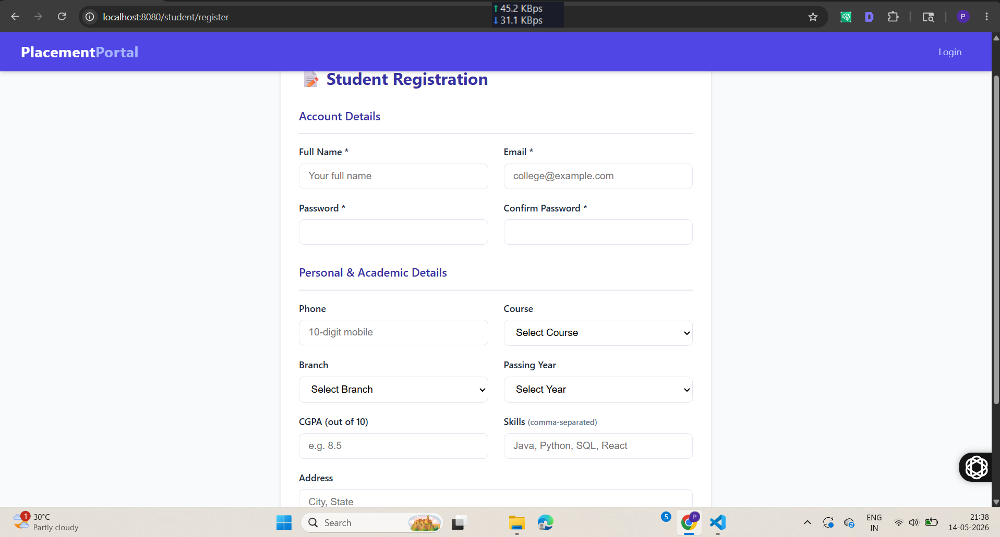 localhost:8080/student/register
↑ 45.2 KBps
↓ 31.1 KBps
P
PlacementPortal
Login
Student Registration
Account Details
Full Name *
Email *
Your full name
college@example.com
Password *
Confirm Password *
Personal & Academic Details
Phone
Course
10-digit mobile
Select Course
Branch
Passing Year
Select Branch
Select Year
CGPA (out of 10)
Skills (comma-separated)
e.g. 8.5
Java, Python, SQL, React
Address
City, State
1
30°C
Partly cloudy
Search
5
P
ENG
IN
21:38
14-05-2026